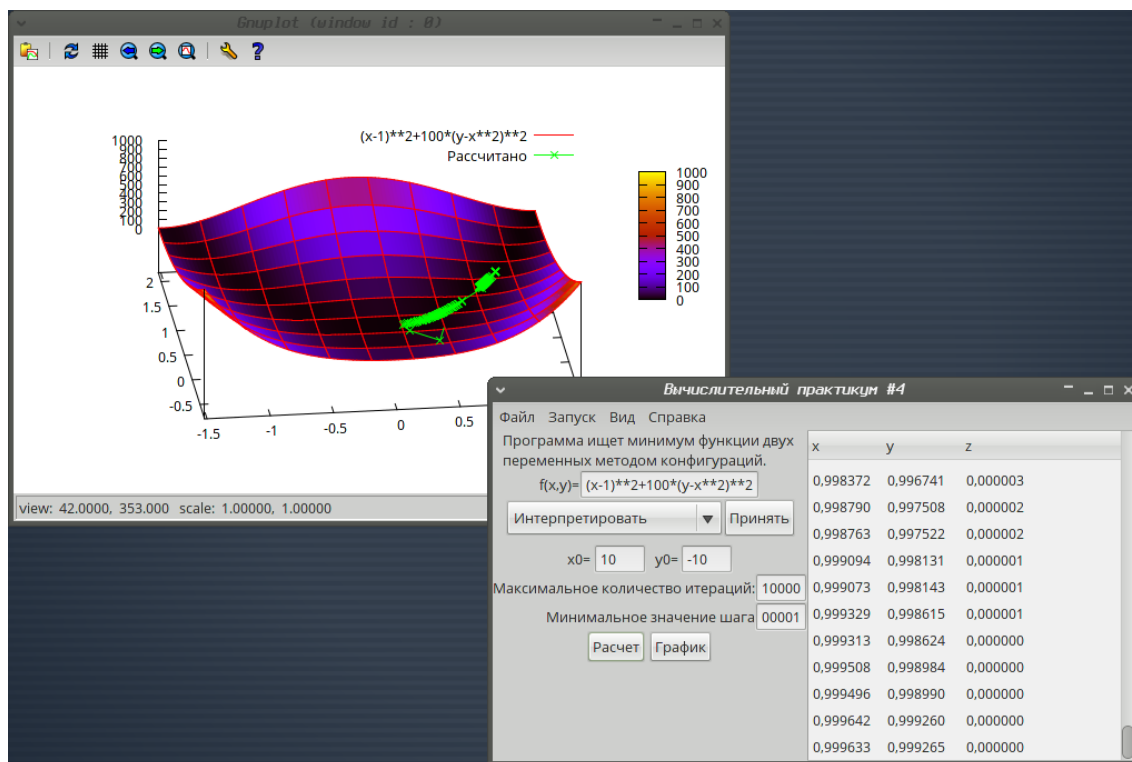 Gnuplot (window id : 0)
(x-1)**2+100*(y-x**2)**2
Рассчитано
1000
900
800
700
600
500
400
300
200
100
0
1000
900
800
700
600
500
400
300
200
100
0
2
1.5
1
0.5
0
-0.5
-1.5
-1
-0.5
0
0.5
view: 42.0000, 353.000 scale: 1.00000, 1.00000
Вычислительный практикум #4
Файл Запуск Вид Справка
Программа ищет минимум функции двух
переменных методом конфигураций.
f(x,y)= (x-1)**2+100*(y-x**2)**2
Интерпретировать Принять
x0= 10 y0= -10
Максимальное количество итераций: 10000
Минимальное значение шага 00001
Расчет График
x y z
0,998372 0,996741 0,000003
0,998790 0,997508 0,000002
0,998763 0,997522 0,000002
0,999094 0,998131 0,000001
0,999073 0,998143 0,000001
0,999329 0,998615 0,000001
0,999313 0,998624 0,000000
0,999508 0,998984 0,000000
0,999496 0,998990 0,000000
0,999642 0,999260 0,000000
0,999633 0,999265 0,000000